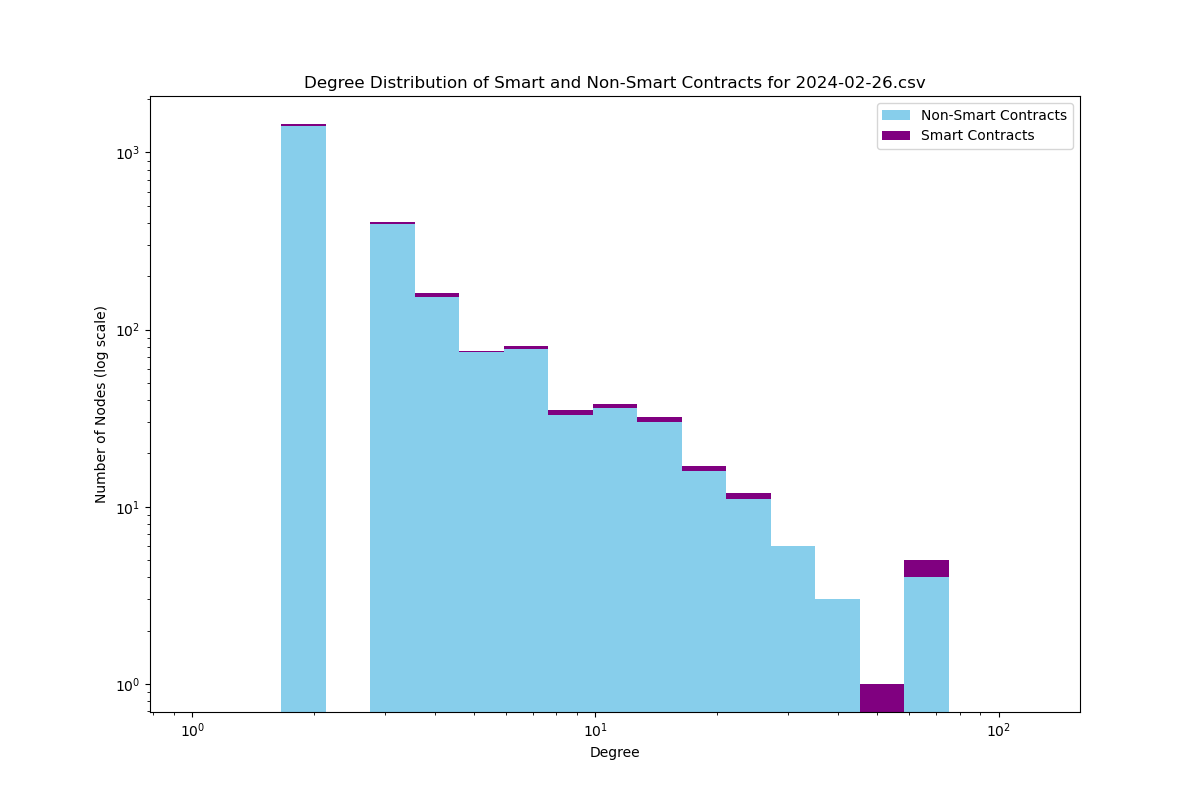 Degree Distribution of Smart and Non-Smart Contracts for 2024-02-26.csv
Non-Smart Contracts
Smart Contracts
Number of Nodes (log scale)
10³
10²
10¹
10⁰
10⁰ 10¹ 10²
Degree